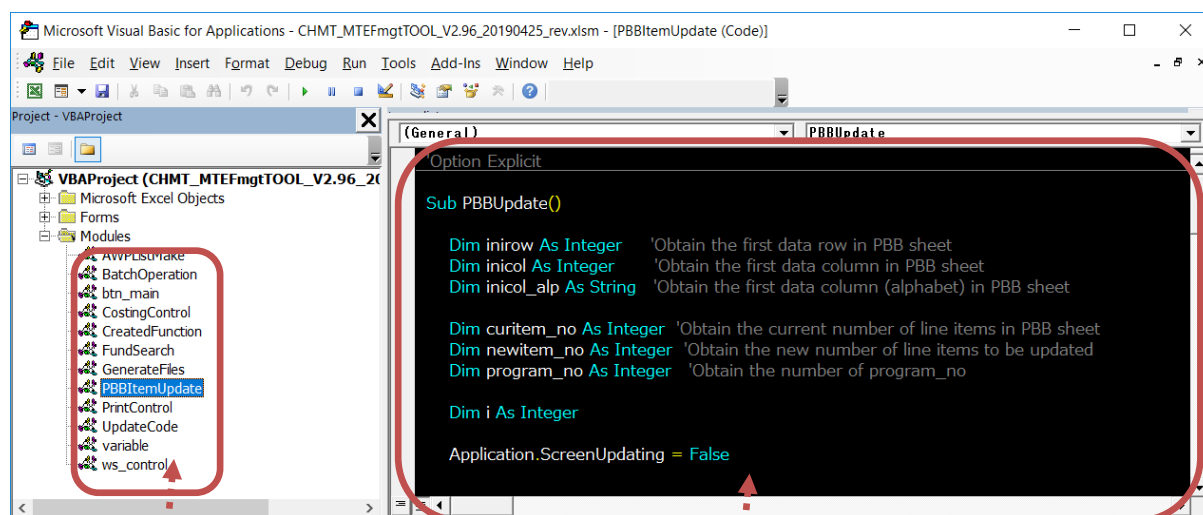 Microsoft Visual Basic for Applications - CHMT_MTEFmgtTOOL_V2.96_20190425_rev.xlsm - [PBBItemUpdate (Code)]
File Edit View Insert Format Debug Run Tools Add-Ins Window Help
Project - VBAProject
(General)
PBBUpdate
VBAProject (CHMT_MTEFmgtTOOL_V2.96_20
Microsoft Excel Objects
Forms
Modules
AWPListMake
BatchOperation
btn_main
CostingControl
CreatedFunction
FundSearch
GenerateFiles
PBBItemUpdate
PrintControl
UpdateCode
variable
ws_control
'Option Explicit
Sub PBBUpdate()
Dim inirow As Integer 'Obtain the first data row in PBB sheet
Dim inicol As Integer 'Obtain the first data column in PBB sheet
Dim inicol_alp As String 'Obtain the first data column (alphabet) in PBB sheet
Dim curitem_no As Integer 'Obtain the current number of line items in PBB sheet
Dim newitem_no As Integer 'Obtain the new number of line items to be updated
Dim program_no As Integer 'Obtain the number of program_no
Dim i As Integer
Application.ScreenUpdating = False